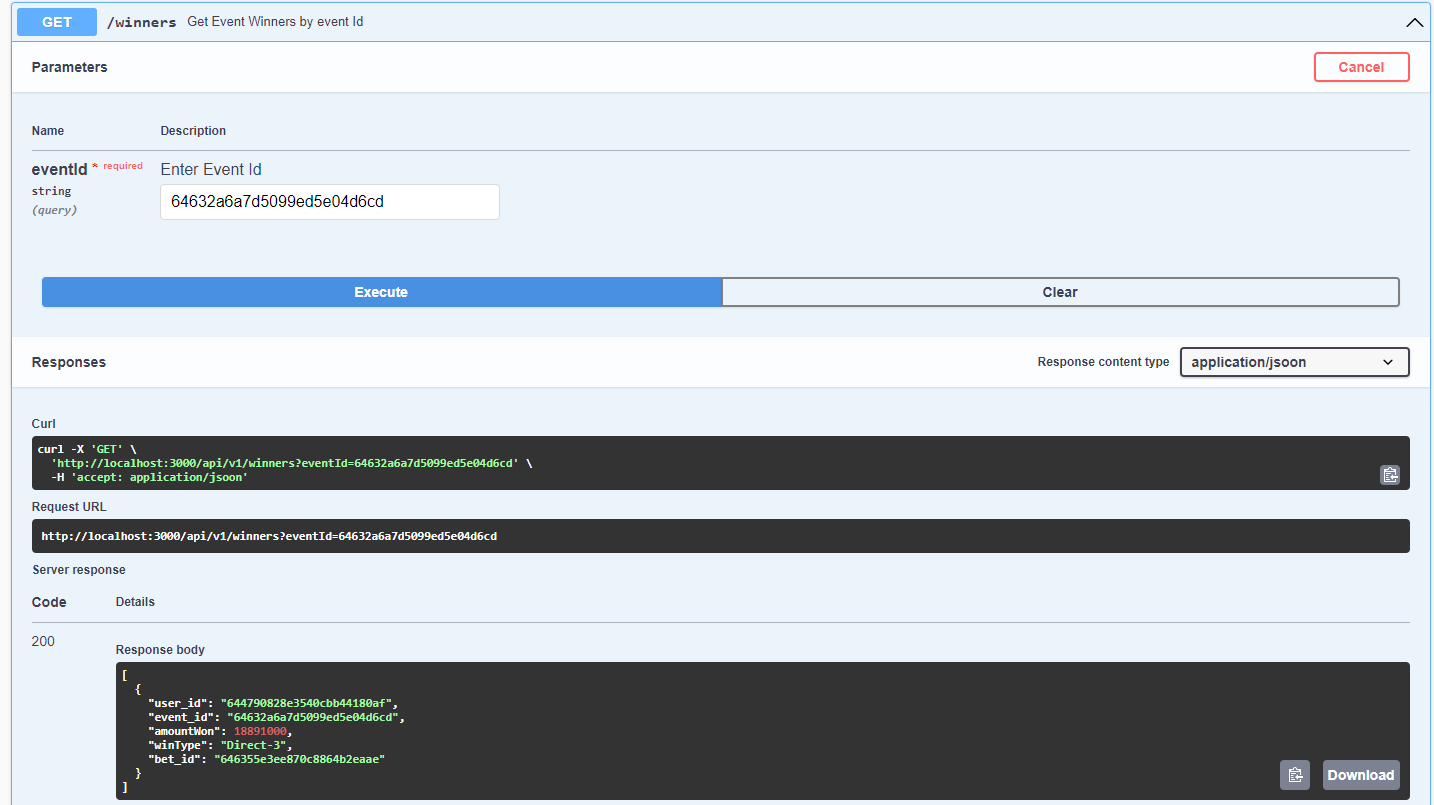 GET /winners Get Event Winners by event Id
Parameters Cancel
Name Description
eventId * required Enter Event Id
string 64632a6a7d5099ed5e04d6cd
(query)
Execute Clear
Responses Response content type application/jsoon
Curl
curl -X 'GET' \
'http://localhost:3000/api/v1/winners?eventId=64632a6a7d5099ed5e04d6cd' \
-H 'accept: application/jsoon'
Request URL
http://localhost:3000/api/v1/winners?eventId=64632a6a7d5099ed5e04d6cd
Server response
Code Details
200
Response body
[
{
"user_id": "644790828e3540cbb44180af",
"event_id": "64632a6a7d5099ed5e04d6cd",
"amountWon": 18891000,
"winType": "Direct-3",
"bet_id": "646355e3ee870c8864b2eaae"
}
]
Download